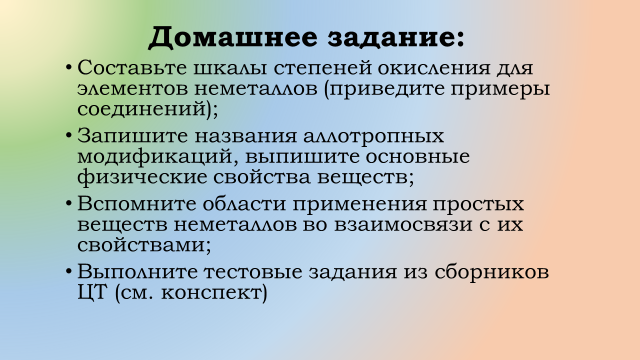 Домашнее задание:
• Составьте шкалы степеней окисления для
элементов неметаллов (приведите примеры
соединений);
• Запишите названия аллотропных
модификаций, выпишите основные
физические свойства веществ;
• Вспомните области применения простых
веществ неметаллов во взаимосвязи с их
свойствами;
• Выполните тестовые задания из сборников
ЦТ (см. конспект)